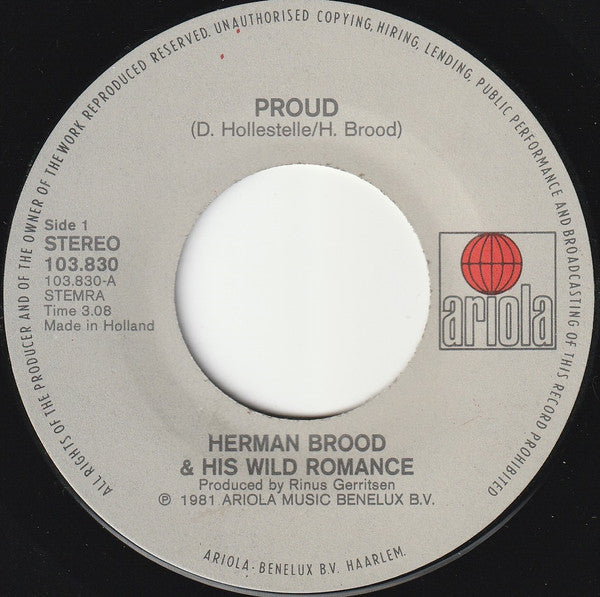 ALL RIGHTS OF THE PRODUCER AND OF THE OWNER OF THE WORK REPRODUCED RESERVED. UNAUTHORISED COPYING, HIRING, LENDING, PUBLIC PERFORMANCE AND BROADCASTING OF THIS RECORD PROHIBITED
PROUD
(D. Hollestelle/H. Brood)
Side 1
STEREO
103.830
103.830-A
STEMRA
Time 3.08
Made in Holland
ariola
HERMAN BROOD
& HIS WILD ROMANCE
Produced by Rinus Gerritsen
℗ 1981 ARIOLA MUSIC BENELUX B.V.
ARIOLA-BENELUX B.V. HAARLEM.